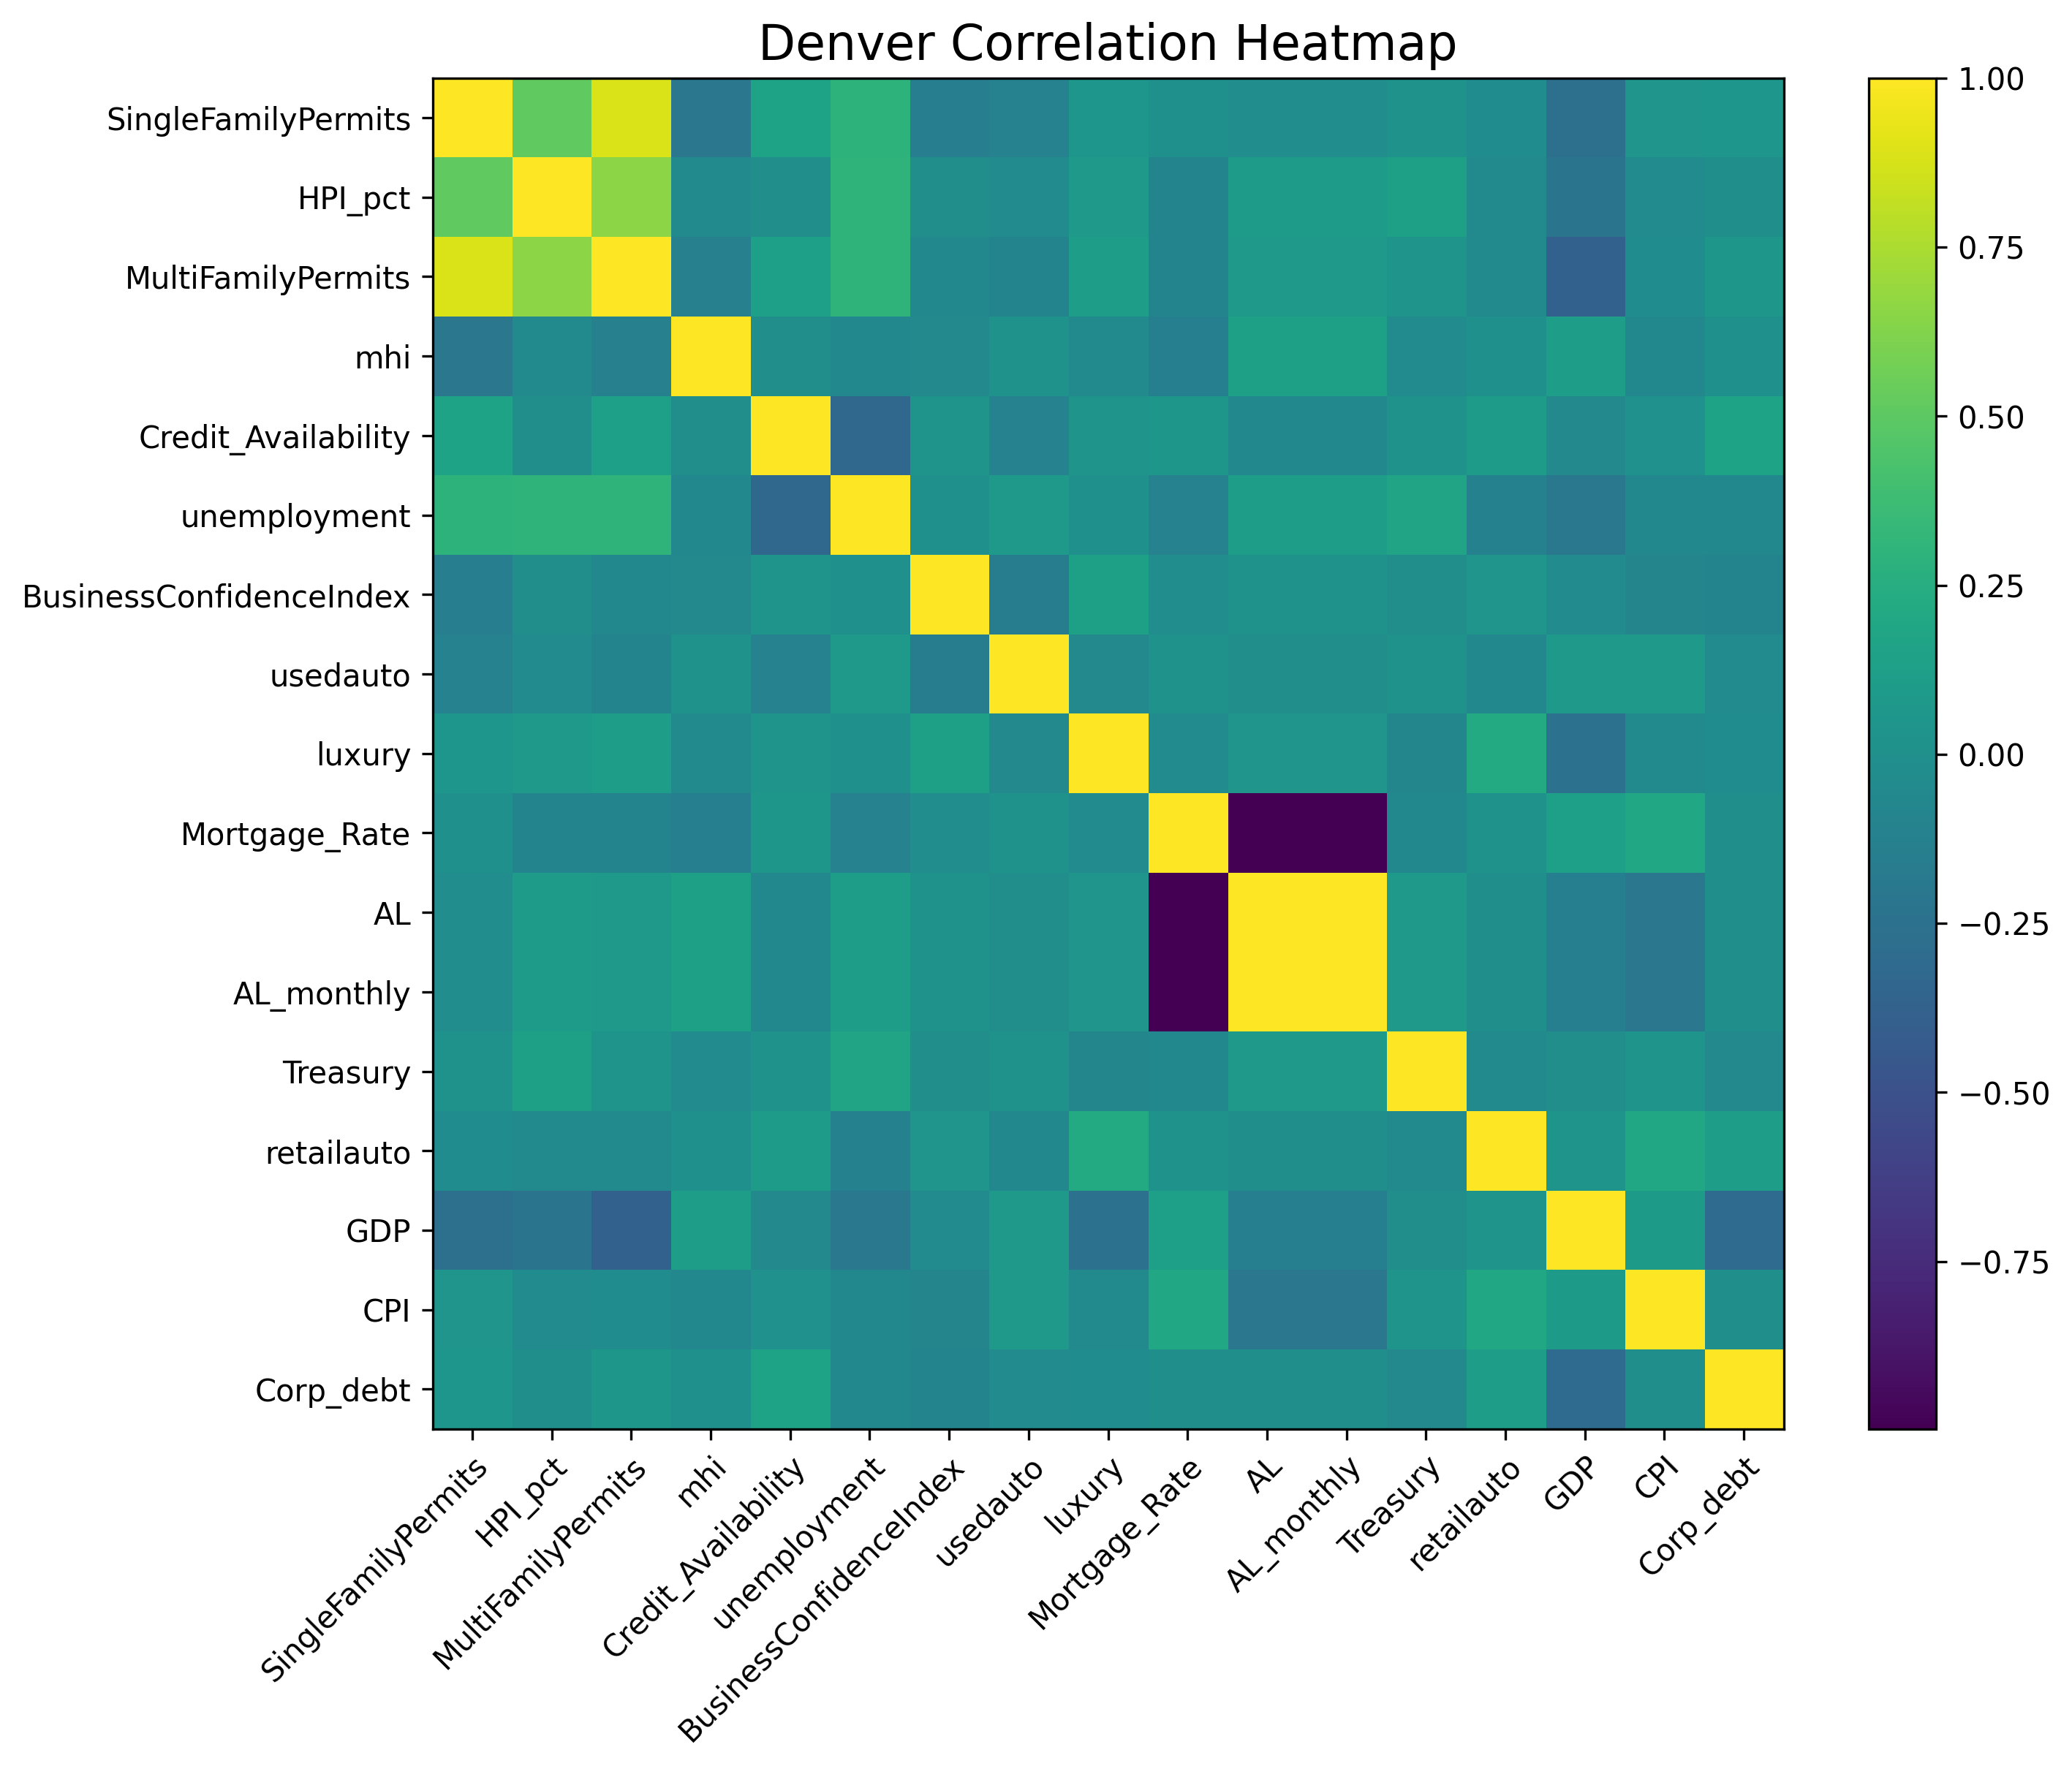 Denver Correlation Heatmap
SingleFamilyPermits
HPI_pct
MultiFamilyPermits
mhi
Credit_Availability
unemployment
BusinessConfidenceIndex
usedauto
luxury
Mortgage_Rate
AL
AL_monthly
Treasury
retailauto
GDP
CPI
Corp_debt
SingleFamilyPermits
HPI_pct
MultiFamilyPermits
mhi
Credit_Availability
unemployment
BusinessConfidenceIndex
usedauto
luxury
Mortgage_Rate
AL
AL_monthly
Treasury
retailauto
GDP
CPI
Corp_debt
1.00
0.75
0.50
0.25
0.00
−0.25
−0.50
−0.75